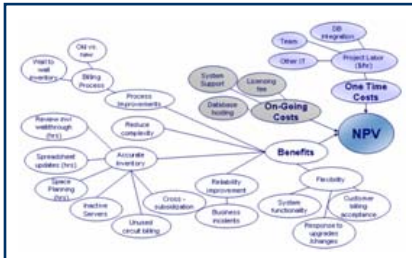 DB
Integration
Team
Other IT
Project Labor
($/hr)
One Time
Costs
System
Support
Licensing
fee
Database
hosting
On-Going
Costs
NPV
Old vs.
new
Wall to
wall inventory
Billing
Process
Process
Improvements
Reduce
complexity
Benefits
Review invl
walkthrough (hrs)
Accurate
Inventory
Spreadsheet
updates (hrs)
Space
Planning (hrs)
Inactive
Servers
Unused
circuit billing
Cross -
subsidization
Reliability
improvement
Business
incidents
Flexibility
System
functionality
Customer
billing
acceptance
Response to
upgrades
/changes